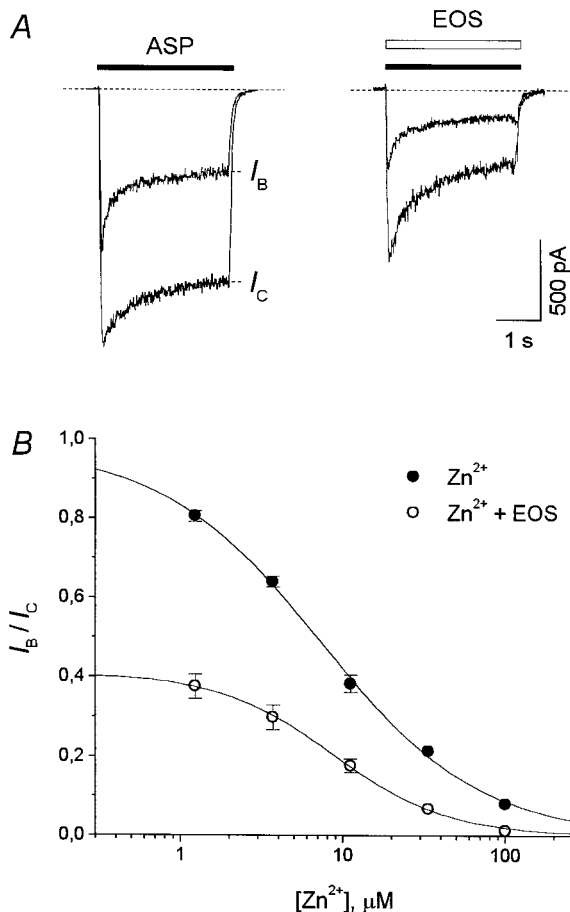 A
ASP
EOS
I_B
I_C
500 pA
1 s
B
1,0
0,8
0,6
0,4
0,2
0,0
I_B / I_C
Zn²⁺
Zn²⁺ + EOS
1
10
100
[Zn²⁺], μM